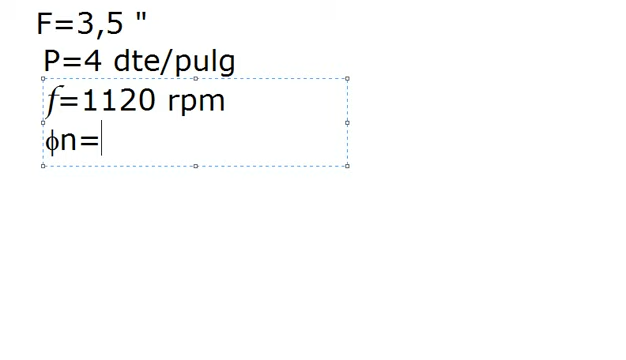 F=3,5 "
P=4 dte/pulg
f=1120 rpm
ϕn=